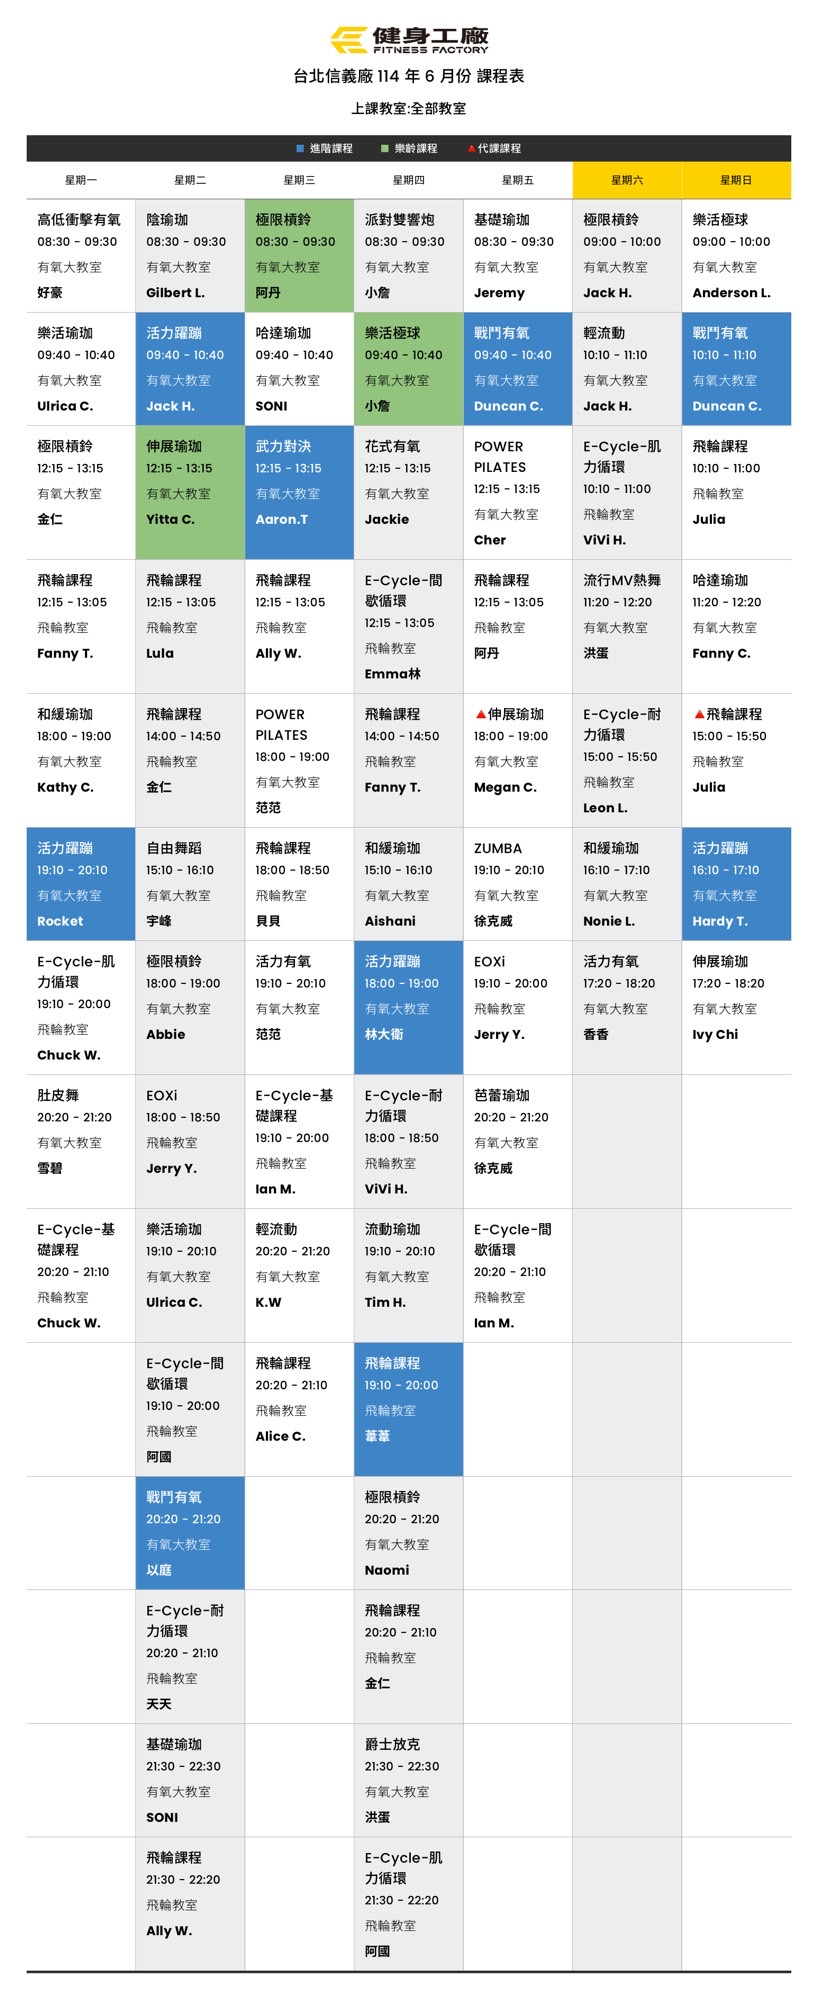 健身工廠
FITNESS FACTORY
台北信義廠 114 年 6 月份 課程表
上課教室:全部教室
進階課程 樂齡課程 代課課程
星期一 星期二 星期三 星期四 星期五 星期六 星期日
高低衝擊有氧 陰瑜珈 極限槓鈴 派對雙響炮 基礎瑜珈 極限槓鈴 樂活極球
08:30 - 09:30 08:30 - 09:30 08:30 - 09:30 08:30 - 09:30 08:30 - 09:30 09:00 - 10:00 09:00 - 10:00
有氧大教室 有氧大教室 有氧大教室 有氧大教室 有氧大教室 有氧大教室 有氧大教室
好豪 Gilbert L. 阿丹 小詹 Jeremy Jack H. Anderson L.
樂活瑜珈 活力躍蹦 哈達瑜珈 樂活極球 戰鬥有氧 輕流動 戰鬥有氧
09:40 - 10:40 09:40 - 10:40 09:40 - 10:40 09:40 - 10:40 09:40 - 10:40 10:10 - 11:10 10:10 - 11:10
有氧大教室 有氧大教室 有氧大教室 有氧大教室 有氧大教室 有氧大教室 有氧大教室
Ulrica C. Jack H. SONI 小詹 Duncan C. Jack H. Duncan C.
極限槓鈴 伸展瑜珈 武力對決 花式有氧 POWER E-Cycle-肌 飛輪課程
12:15 - 13:15 12:15 - 13:15 12:15 - 13:15 12:15 - 13:15 PILATES 力循環 10:10 - 11:00
有氧大教室 有氧大教室 有氧大教室 有氧大教室 12:15 - 13:15 10:10 - 11:00 飛輪教室
金仁 Yitta C. Aaron.T Jackie 有氧大教室 飛輪教室 Julia
Cher ViVi H.
飛輪課程 飛輪課程 飛輪課程 E-Cycle-間 飛輪課程 流行MV熱舞 哈達瑜珈
12:15 - 13:05 12:15 - 13:05 12:15 - 13:05 歇循環 12:15 - 13:05 11:20 - 12:20 11:20 - 12:20
飛輪教室 飛輪教室 飛輪教室 12:15 - 13:05 飛輪教室 有氧大教室 有氧大教室
Fanny T. Lula Ally W. 飛輪教室 阿丹 洪蛋 Fanny C.
Emma林
和緩瑜珈 飛輪課程 POWER 飛輪課程 伸展瑜珈 E-Cycle-耐 飛輪課程
18:00 - 19:00 14:00 - 14:50 PILATES 14:00 - 14:50 18:00 - 19:00 力循環 15:00 - 15:50
有氧大教室 飛輪教室 18:00 - 19:00 飛輪教室 有氧大教室 15:00 - 15:50 飛輪教室
Kathy C. 金仁 有氧大教室 Fanny T. Megan C. 飛輪教室 Julia
范范 Leon L.
活力躍蹦 自由舞蹈 飛輪課程 和緩瑜珈 ZUMBA 和緩瑜珈 活力躍蹦
19:10 - 20:10 15:10 - 16:10 18:00 - 18:50 15:10 - 16:10 19:10 - 20:10 16:10 - 17:10 16:10 - 17:10
有氧大教室 有氧大教室 飛輪教室 有氧大教室 有氧大教室 有氧大教室 有氧大教室
Rocket 宇峰 貝貝 Aishani 徐克威 Nonie L. Hardy T.
E-Cycle-肌 極限槓鈴 活力有氧 活力躍蹦 EOXi 活力有氧 伸展瑜珈
力循環 18:00 - 19:00 19:10 - 20:10 18:00 - 19:00 19:10 - 20:00 17:20 - 18:20 17:20 - 18:20
19:10 - 20:00 有氧大教室 有氧大教室 有氧大教室 飛輪教室 有氧大教室 有氧大教室
飛輪教室 Abbie 范范 林大衛 Jerry Y. 香香 Ivy Chi
Chuck W.
肚皮舞 EOXi E-Cycle-基 E-Cycle-耐 芭蕾瑜珈
20:20 - 21:20 18:00 - 18:50 礎課程 力循環 20:20 - 21:20
有氧大教室 飛輪教室 19:10 - 20:00 18:00 - 18:50 有氧大教室
雪碧 Jerry Y. 飛輪教室 飛輪教室 徐克威
Ian M. ViVi H.
E-Cycle-基 樂活瑜珈 輕流動 流動瑜珈 E-Cycle-間
礎課程 19:10 - 20:10 20:20 - 21:20 19:10 - 20:10 歇循環
20:20 - 21:10 有氧大教室 有氧大教室 有氧大教室 20:20 - 21:10
飛輪教室 Ulrica C. K.W Tim H. 飛輪教室
Chuck W. Ian M.
E-Cycle-間 飛輪課程 飛輪課程
歇循環 20:20 - 21:10 19:10 - 20:00
19:10 - 20:00 飛輪教室 飛輪教室
飛輪教室 Alice C. 葦葦
阿國
戰鬥有氧 極限槓鈴
20:20 - 21:20 20:20 - 21:20
有氧大教室 有氧大教室
以庭 Naomi
E-Cycle-耐 飛輪課程
力循環 20:20 - 21:10
20:20 - 21:10 飛輪教室
飛輪教室 金仁
天天
基礎瑜珈 爵士放克
21:30 - 22:30 21:30 - 22:30
有氧大教室 有氧大教室
SONI 洪蛋
飛輪課程 E-Cycle-肌
21:30 - 22:20 力循環
飛輪教室 21:30 - 22:20
Ally W. 飛輪教室
阿國